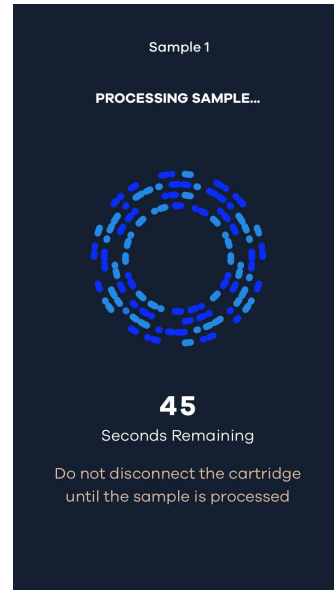 Sample 1
PROCESSING SAMPLE...
45
Seconds Remaining
Do not disconnect the cartridge
until the sample is processed